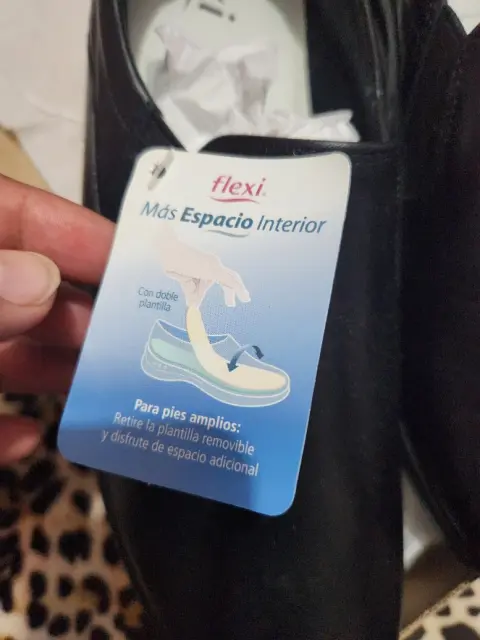 flexi
Más Espacio Interior
Con doble
plantilla
Para pies amplios:
Retire la plantilla removible
y disfrute de espacio adicional